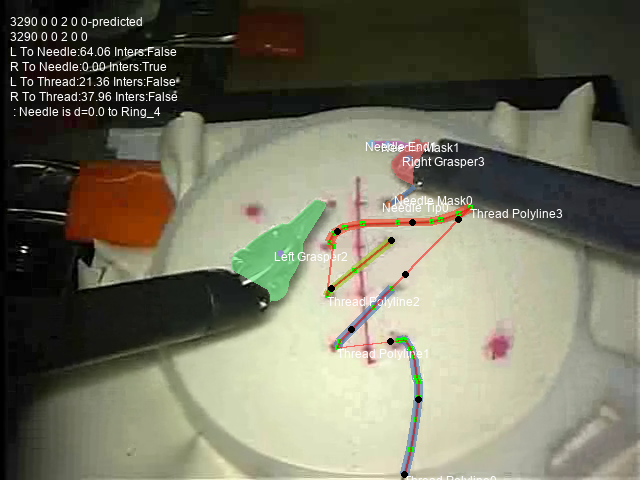 3290 0 0 2 0 0-predicted
3290 0 0 2 0 0
L To Needle:64.06 Inters:False
R To Needle:0.00 Inters:True
L To Thread:21.36 Inters:False
R To Thread:37.96 Inters:False
: Needle is d=0.0 to Ring_4
Right Grasper3
Needle Mask0
Needle Tip0
Thread Polyline3
Left Grasper2
Thread Polyline2
Thread Polyline1
Thread Polyline0